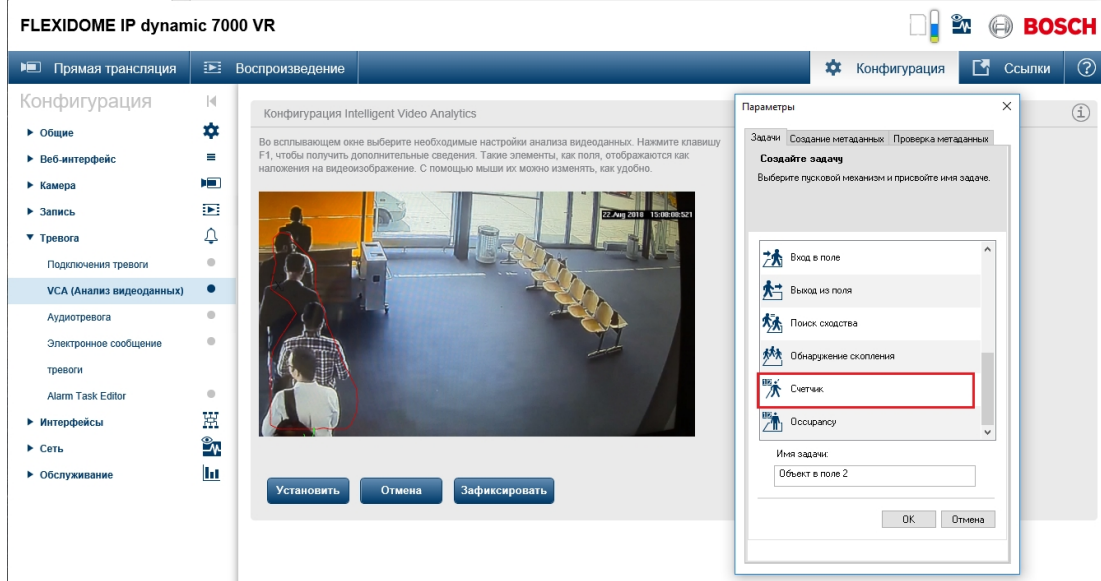 FLEXIDOME IP dynamic 7000 VR
BOSCH
Прямая трансляция
Воспроизведение
Конфигурация
Ссылки
Конфигурация
Общие
Веб-интерфейс
Камера
Запись
Тревога
Подключения тревоги
VCA (Анализ видеоданных)
Аудиотревога
Электронное сообщение
тревоги
Alarm Task Editor
Интерфейсы
Сеть
Обслуживание
Конфигурация Intelligent Video Analytics
Во всплывающем окне выберите необходимые настройки анализа видеоданных. Нажмите клавишу
F1, чтобы получить дополнительные сведения. Такие элементы, как поля, отображаются как
наложения на видеоизображение. С помощью мыши их можно изменять, как удобно.
22.Aug 2018 15:08:08:521
Установить
Отмена
Зафиксировать
Параметры
Задачи
Создание метаданных
Проверка метаданных
Создайте задачу
Выберите пусковой механизм и присвойте имя задаче.
Вход в поле
Выход из поля
Поиск сходства
Обнаружение скопления
Счетчик
Occupancy
Имя задачи:
Объект в поле 2
OK
Отмена